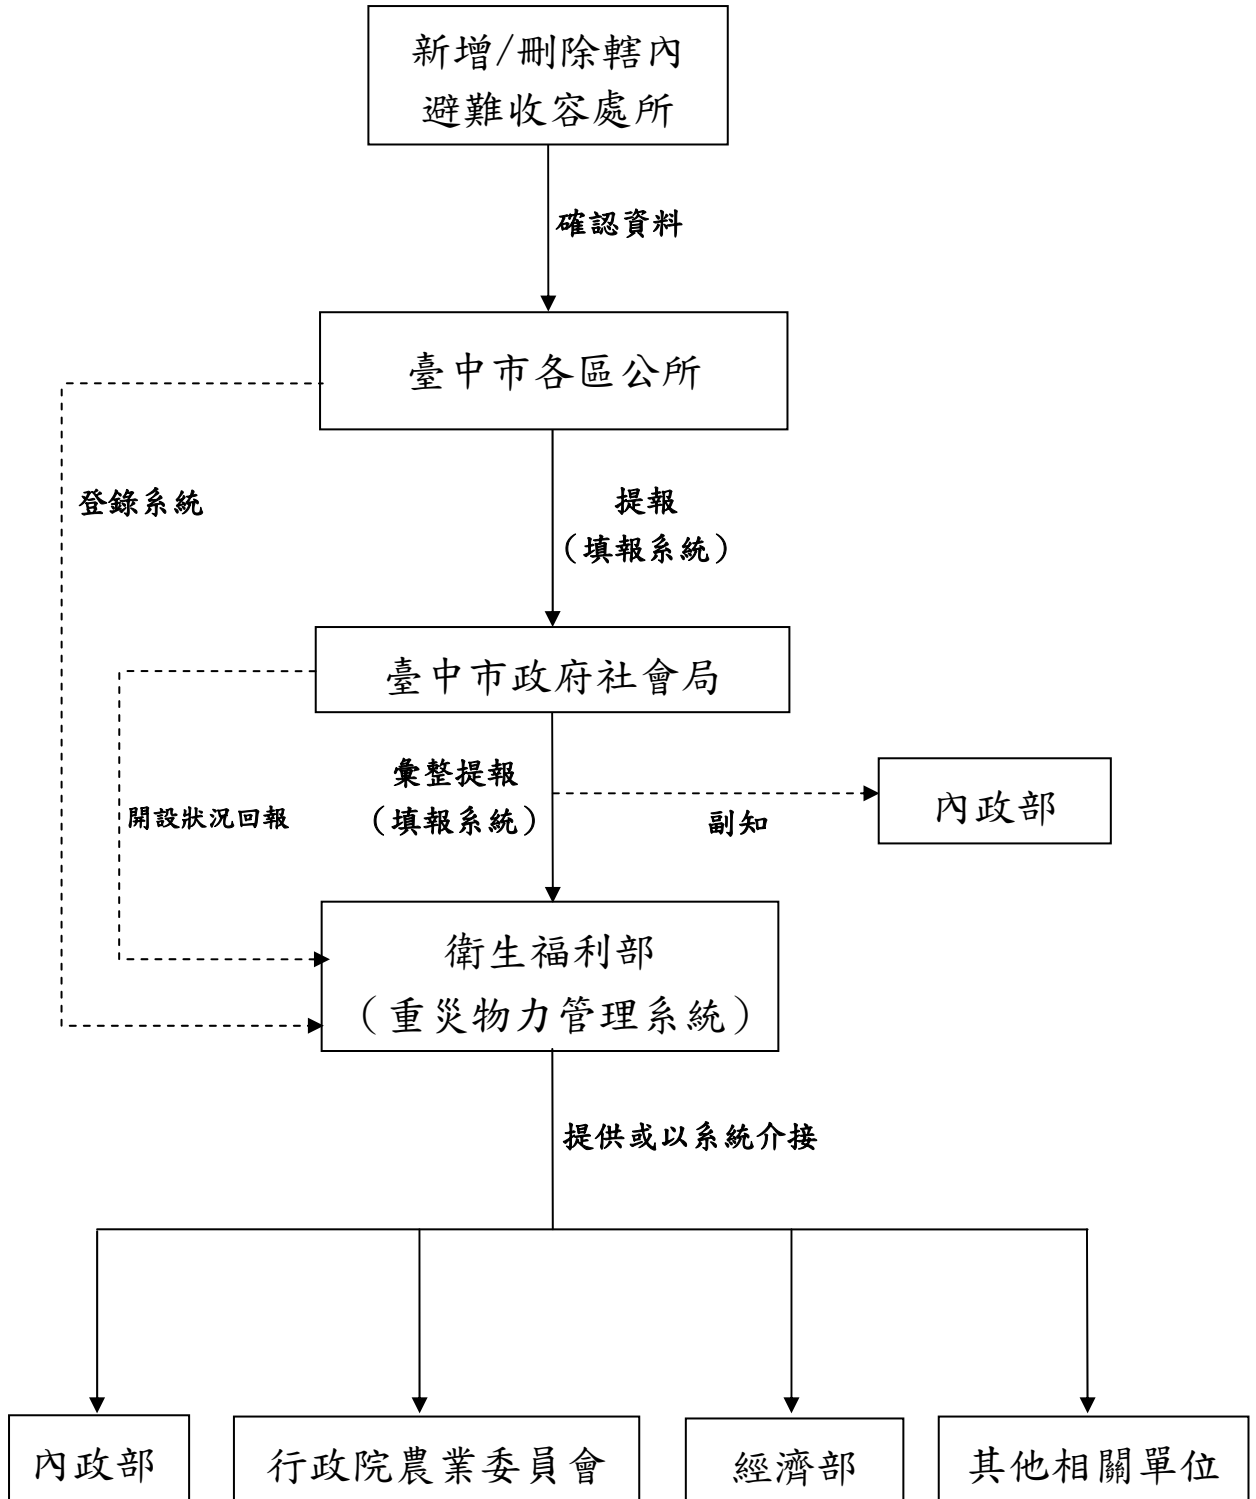 新增/刪除轄內
避難收容處所
確認資料
臺中市各區公所
登錄系統
提報
（填報系統）
臺中市政府社會局
彙整提報
（填報系統）
開設狀況回報
副知
內政部
衛生福利部
（重災物力管理系統）
提供或以系統介接
內政部
行政院農業委員會
經濟部
其他相關單位